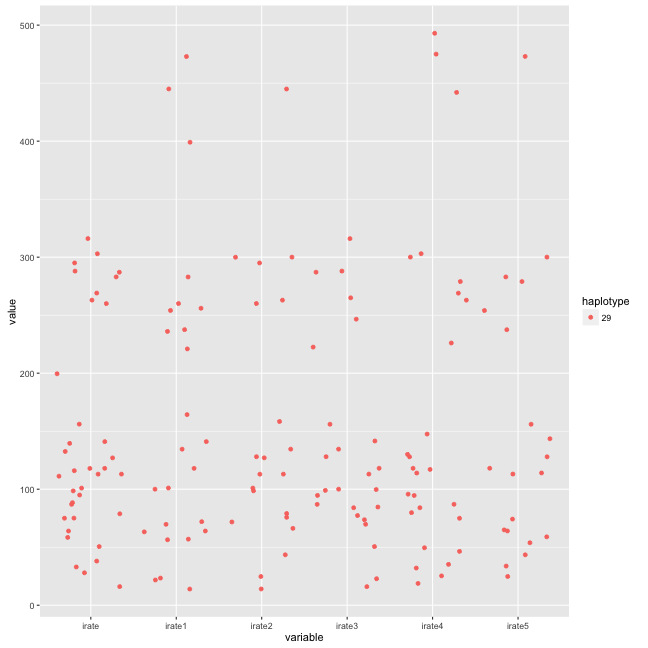 500
400
300
200
100
0
value
irate
irate1
irate2
irate3
irate4
irate5
variable
haplotype
29